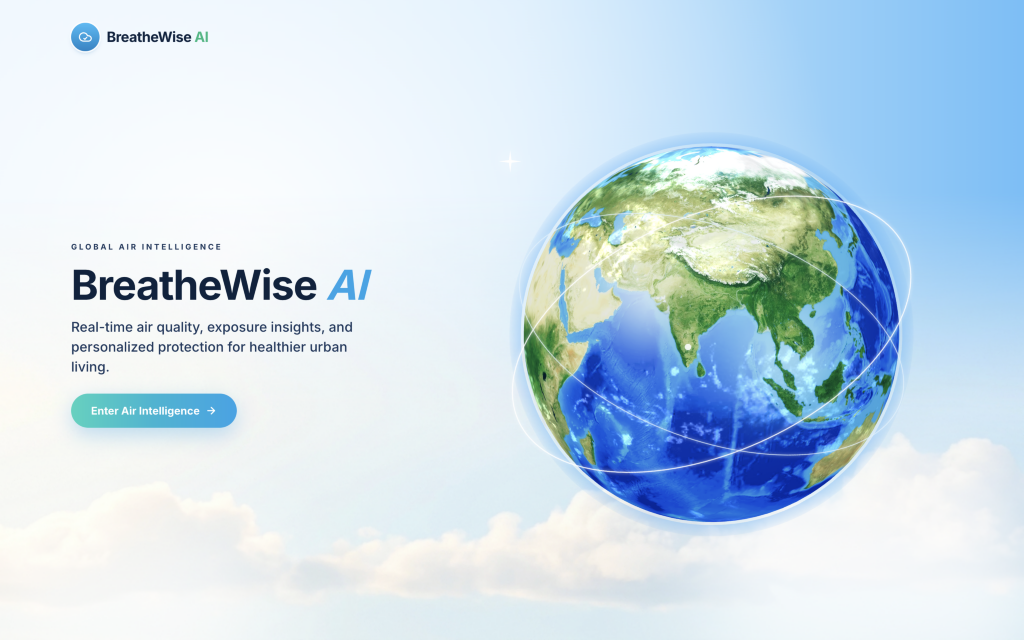 BreatheWise AI
GLOBAL AIR INTELLIGENCE
BreatheWise AI
Real-time air quality, exposure insights, and
personalized protection for healthier urban
living.
Enter Air Intelligence →